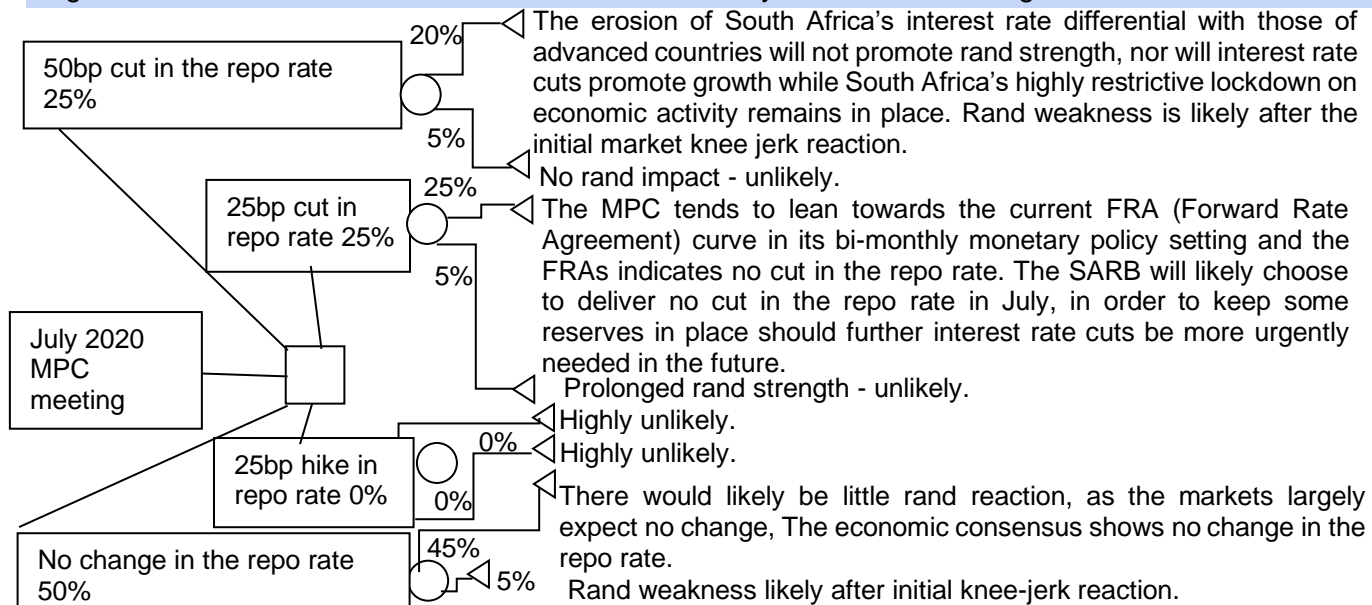 20%
The erosion of South Africa’s interest rate differential with those of
advanced countries will not promote rand strength, nor will interest rate
cuts promote growth while South Africa’s highly restrictive lockdown on
economic activity remains in place. Rand weakness is likely after the
initial market knee jerk reaction.
50bp cut in the repo rate
25%
5%
No rand impact - unlikely.
25%
25bp cut in
repo rate 25%
The MPC tends to lean towards the current FRA (Forward Rate
Agreement) curve in its bi-monthly monetary policy setting and the
FRAs indicates no cut in the repo rate. The SARB will likely choose
to deliver no cut in the repo rate in July, in order to keep some
reserves in place should further interest rate cuts be more urgently
needed in the future.
5%
July 2020
MPC
meeting
Prolonged rand strength - unlikely.
Highly unlikely.
0%
Highly unlikely.
25bp hike in
repo rate 0%
0%
There would likely be little rand reaction, as the markets largely
expect no change, The economic consensus shows no change in the
repo rate.
No change in the repo rate
50%
45%
5%
Rand weakness likely after initial knee-jerk reaction.